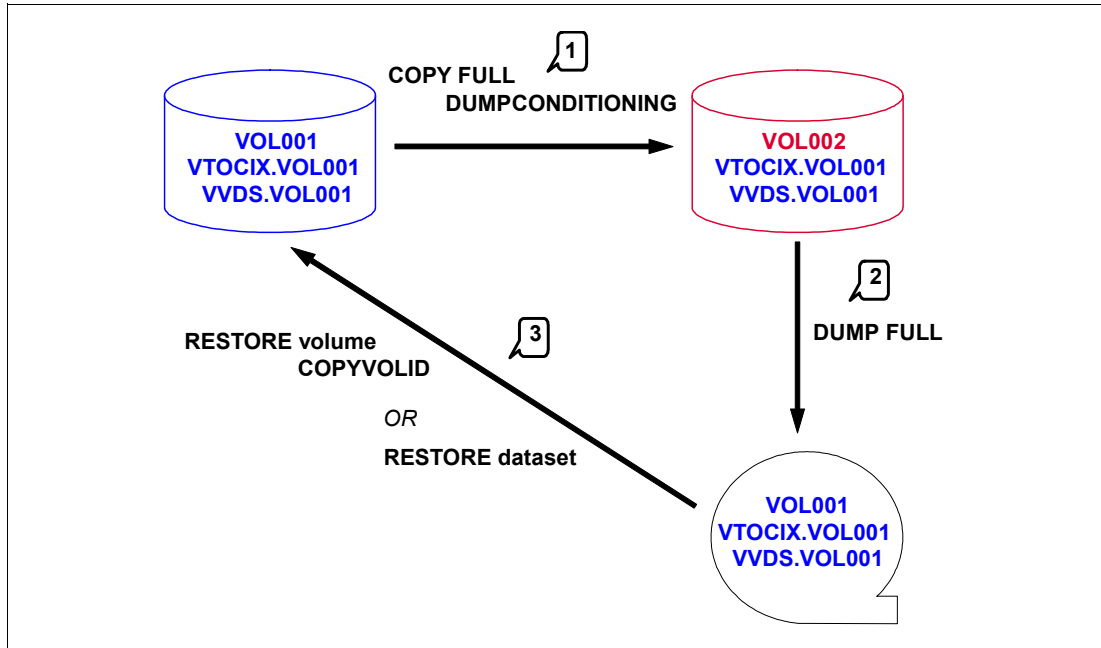 1
COPY FULL
DUMPCONDITIONING
VOL001
VTOCIX.VOL001
VVDS.VOL001
VOL002
VTOCIX.VOL001
VVDS.VOL001
2
DUMP FULL
3
RESTORE volume
COPYVOLID
OR
RESTORE dataset
VOL001
VTOCIX.VOL001
VVDS.VOL001